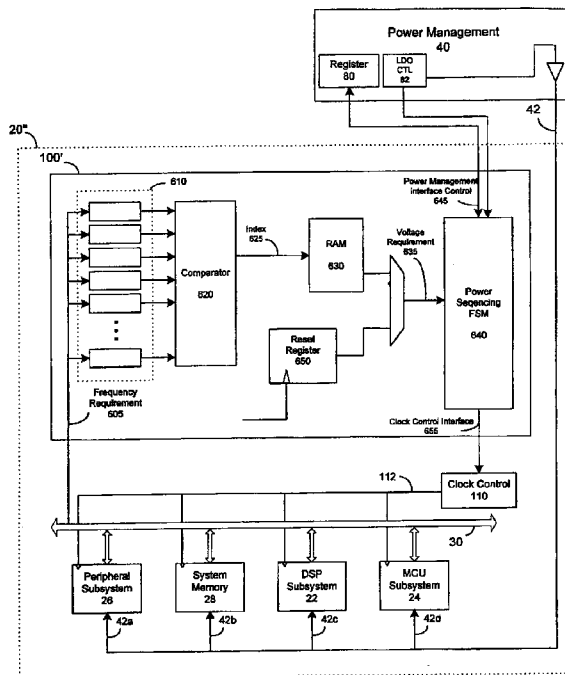 Power Management
40
Register
80
LDO
CTL
82
42
20"
100'
610
Power Management
Interface Control
645
Index
625
RAM
630
Voltage
Requirement
635
Comparator
620
Power
Seqencing
FSM
640
Reset
Register
650
Frequency
Requirement
605
Clock Control Interface
655
112
Clock Control
110
30
Peripheral
Subsystem
26
System
Memory
28
DSP
Subsystem
22
MCU
Subsystem
24
42a
42b
42c
42d